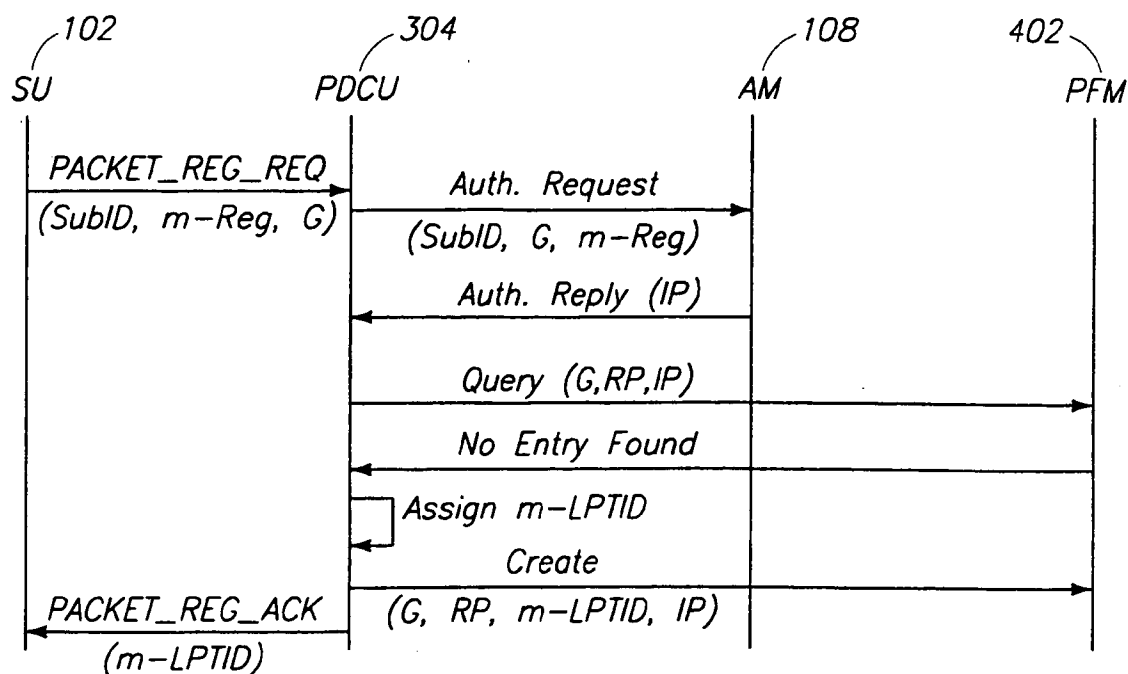 102 304 108 402
SU PDCU AM PFM
PACKET_REG_REQ
(SubID, m-Reg, G)
Auth. Request
(SubID, G, m-Reg)
Auth. Reply (IP)
Query (G,RP,IP)
No Entry Found
Assign m-LPTID
Create
(G, RP, m-LPTID, IP)
PACKET_REG_ACK
(m-LPTID)